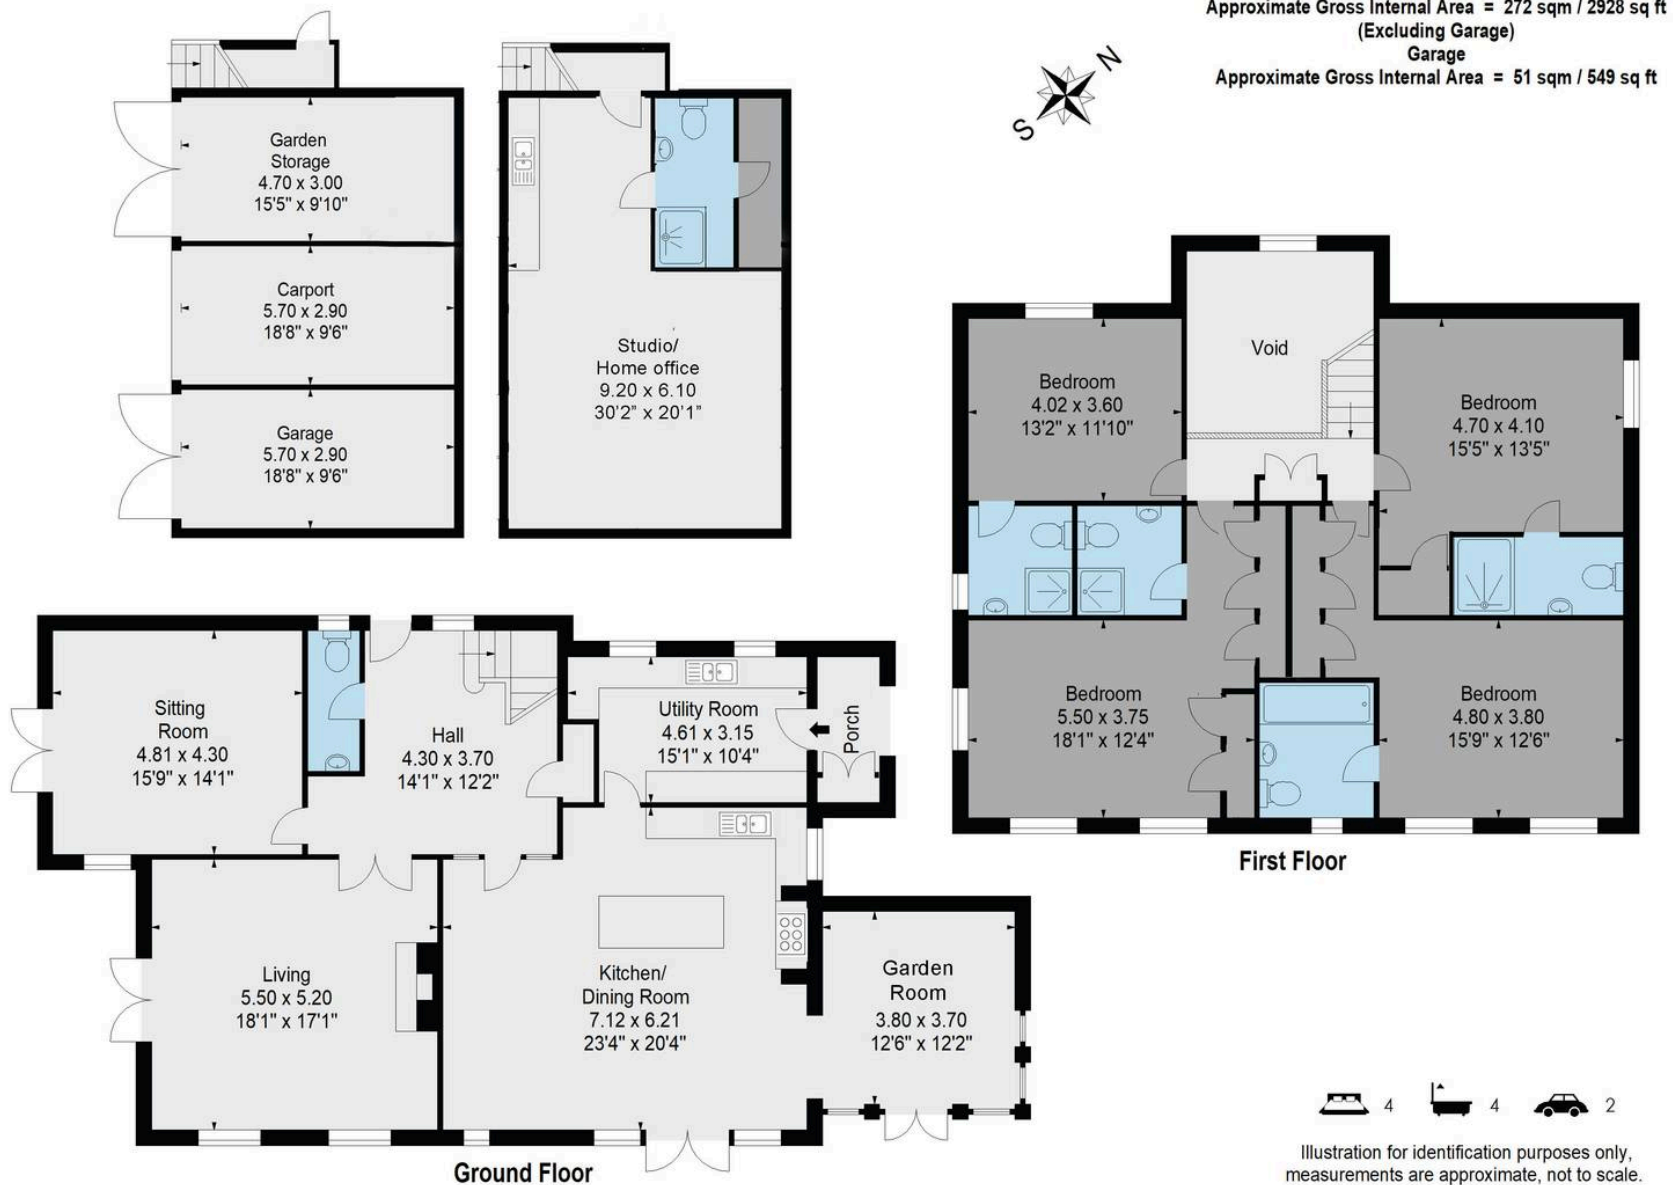 Approximate Gross Internal Area = 272 sqm / 2928 sq ft
(Excluding Garage)
Garage
Approximate Gross Internal Area = 51 sqm / 549 sq ft
N
S
Garden
Storage
4.70 x 3.00
15'5" x 9'10"
Carport
5.70 x 2.90
18'8" x 9'6"
Garage
5.70 x 2.90
18'8" x 9'6"
Studio/
Home office
9.20 x 6.10
30'2" x 20'1"
Void
Bedroom
4.02 x 3.60
13'2" x 11'10"
Bedroom
4.70 x 4.10
15'5" x 13'5"
Bedroom
5.50 x 3.75
18'1" x 12'4"
Bedroom
4.80 x 3.80
15'9" x 12'6"
First Floor
Sitting
Room
4.81 x 4.30
15'9" x 14'1"
Hall
4.30 x 3.70
14'1" x 12'2"
Utility Room
4.61 x 3.15
15'1" x 10'4"
Porch
Living
5.50 x 5.20
18'1" x 17'1"
Kitchen/
Dining Room
7.12 x 6.21
23'4" x 20'4"
Garden
Room
3.80 x 3.70
12'6" x 12'2"
Ground Floor
4 4 2
Illustration for identification purposes only,
measurements are approximate, not to scale.